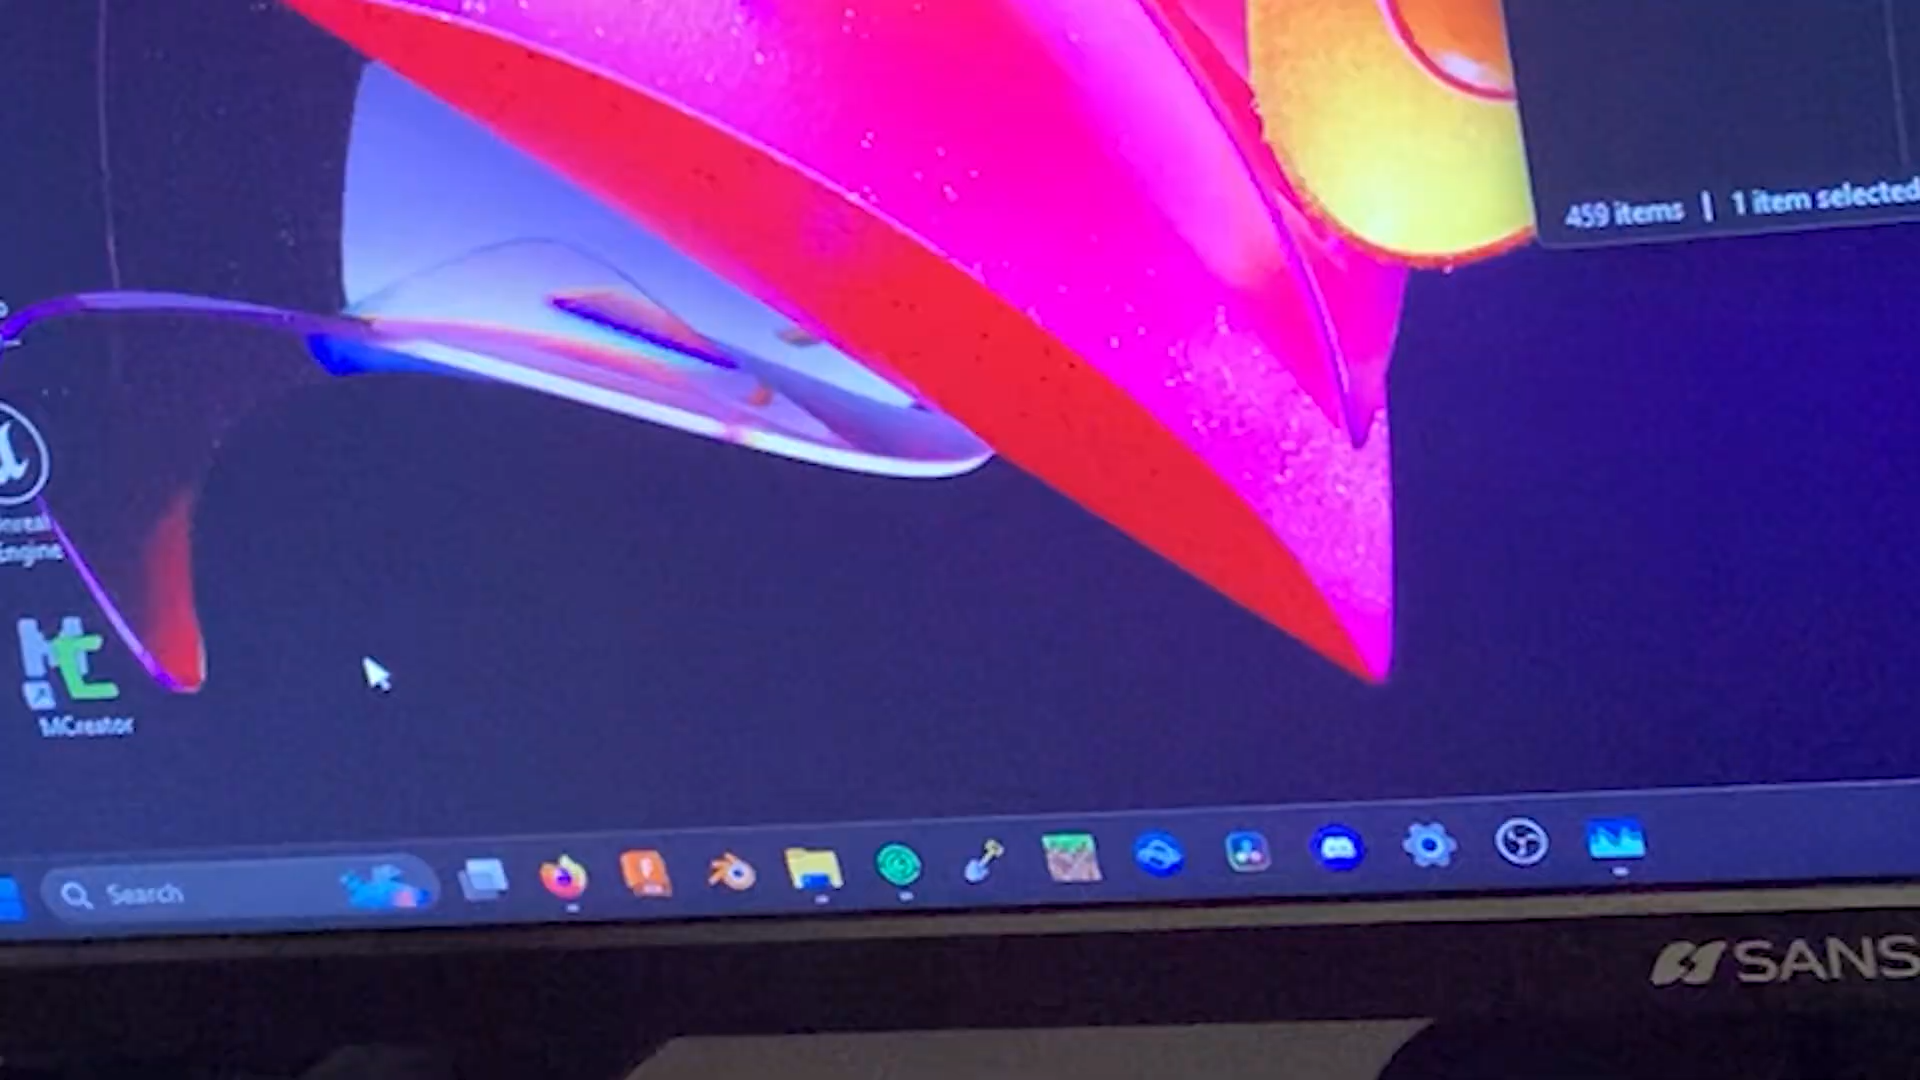 459 items | 1 item selected
Unreal
Engine
MCreator
Search
SANS